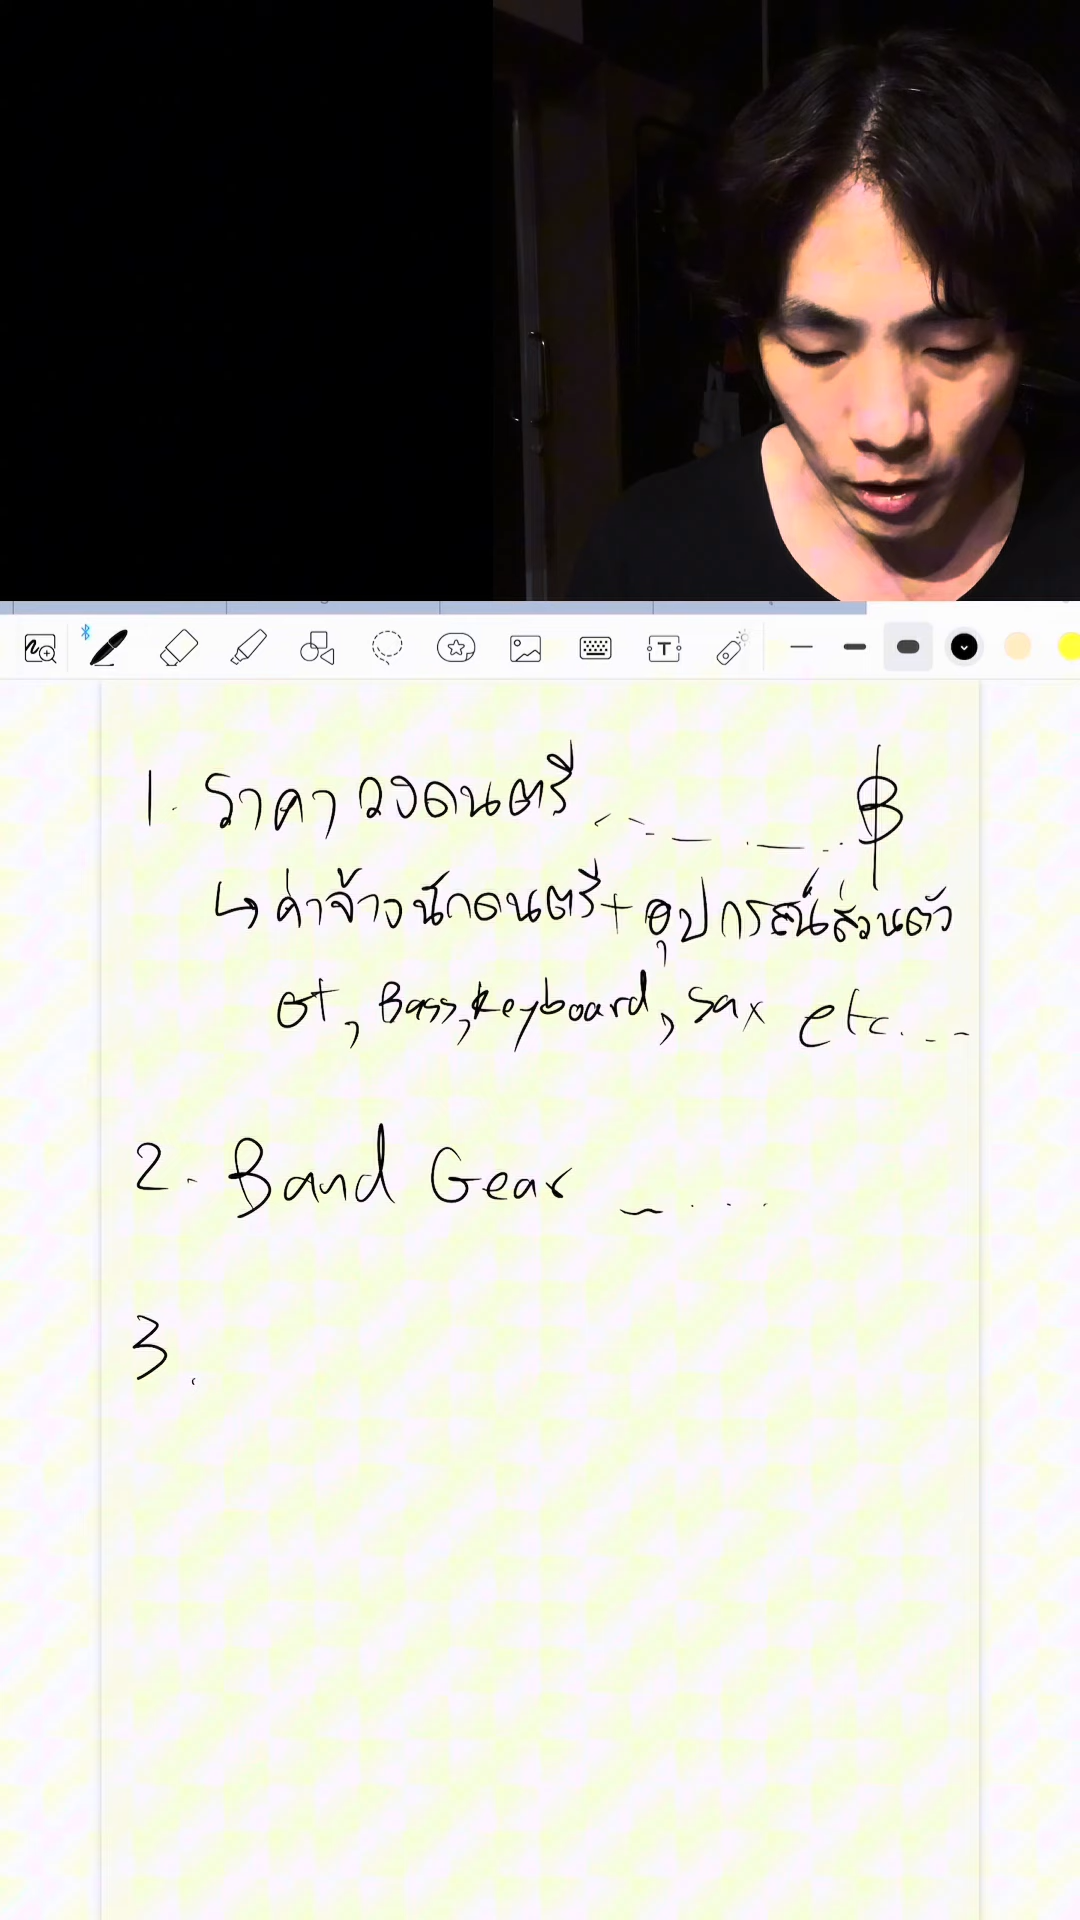 1. ราคาวงดนตรี ........ ฿
↳ ค่าจ้างนักดนตรี + อุปกรณ์ส่วนตัว
Gt, Bass, Keyboard, Sax etc...
2. Band Gear ....
3.